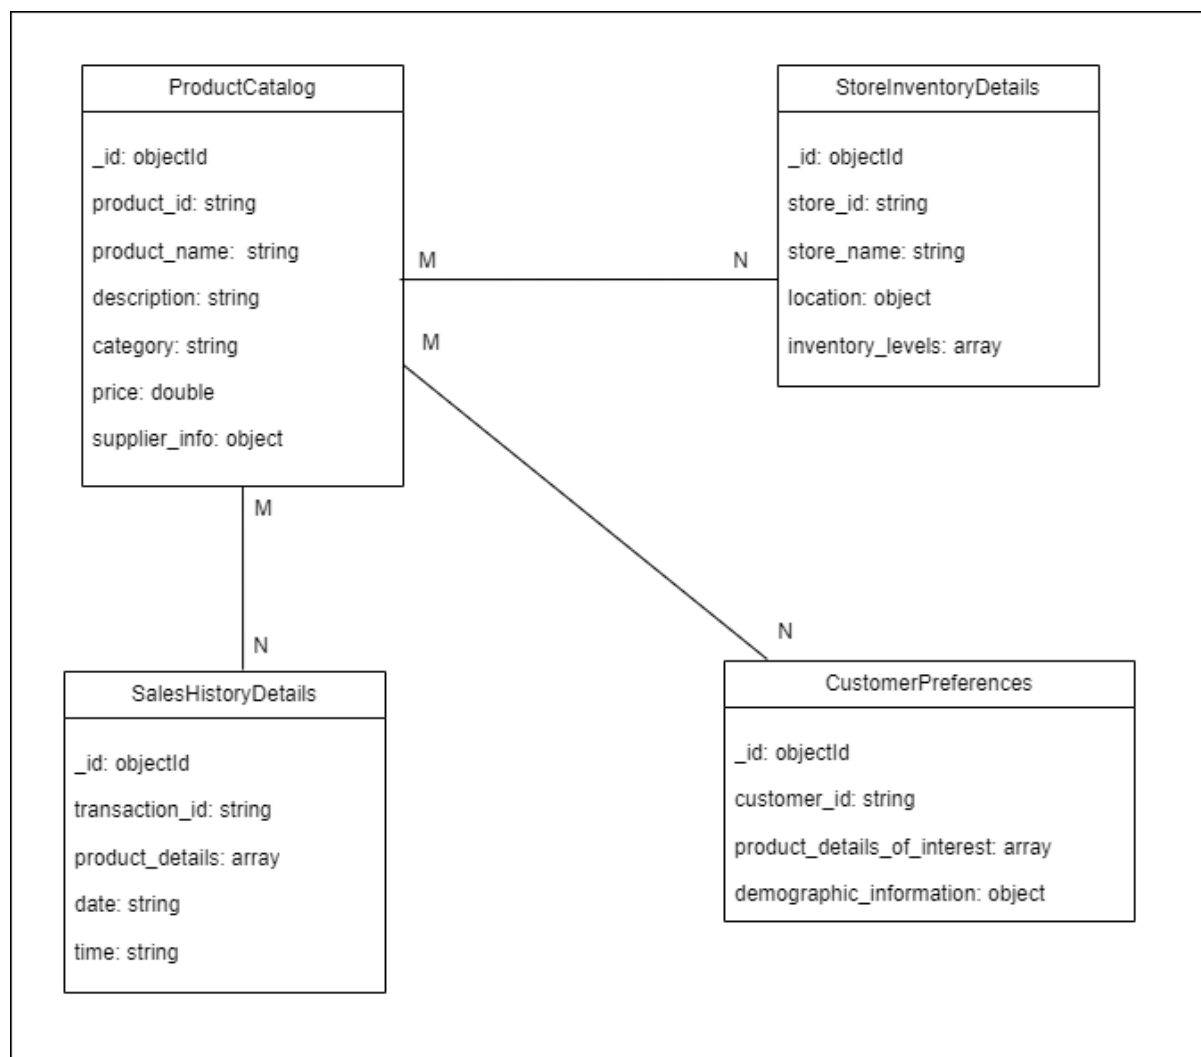 ProductCatalog
_id: objectId
product_id: string
product_name:  string
description: string
category: string
price: double
supplier_info: object
StoreInventoryDetails
_id: objectId
store_id: string
store_name: string
location: object
inventory_levels: array
M
N
M
M
N
N
SalesHistoryDetails
_id: objectId
transaction_id: string
product_details: array
date: string
time: string
CustomerPreferences
_id: objectId
customer_id: string
product_details_of_interest: array
demographic_information: object